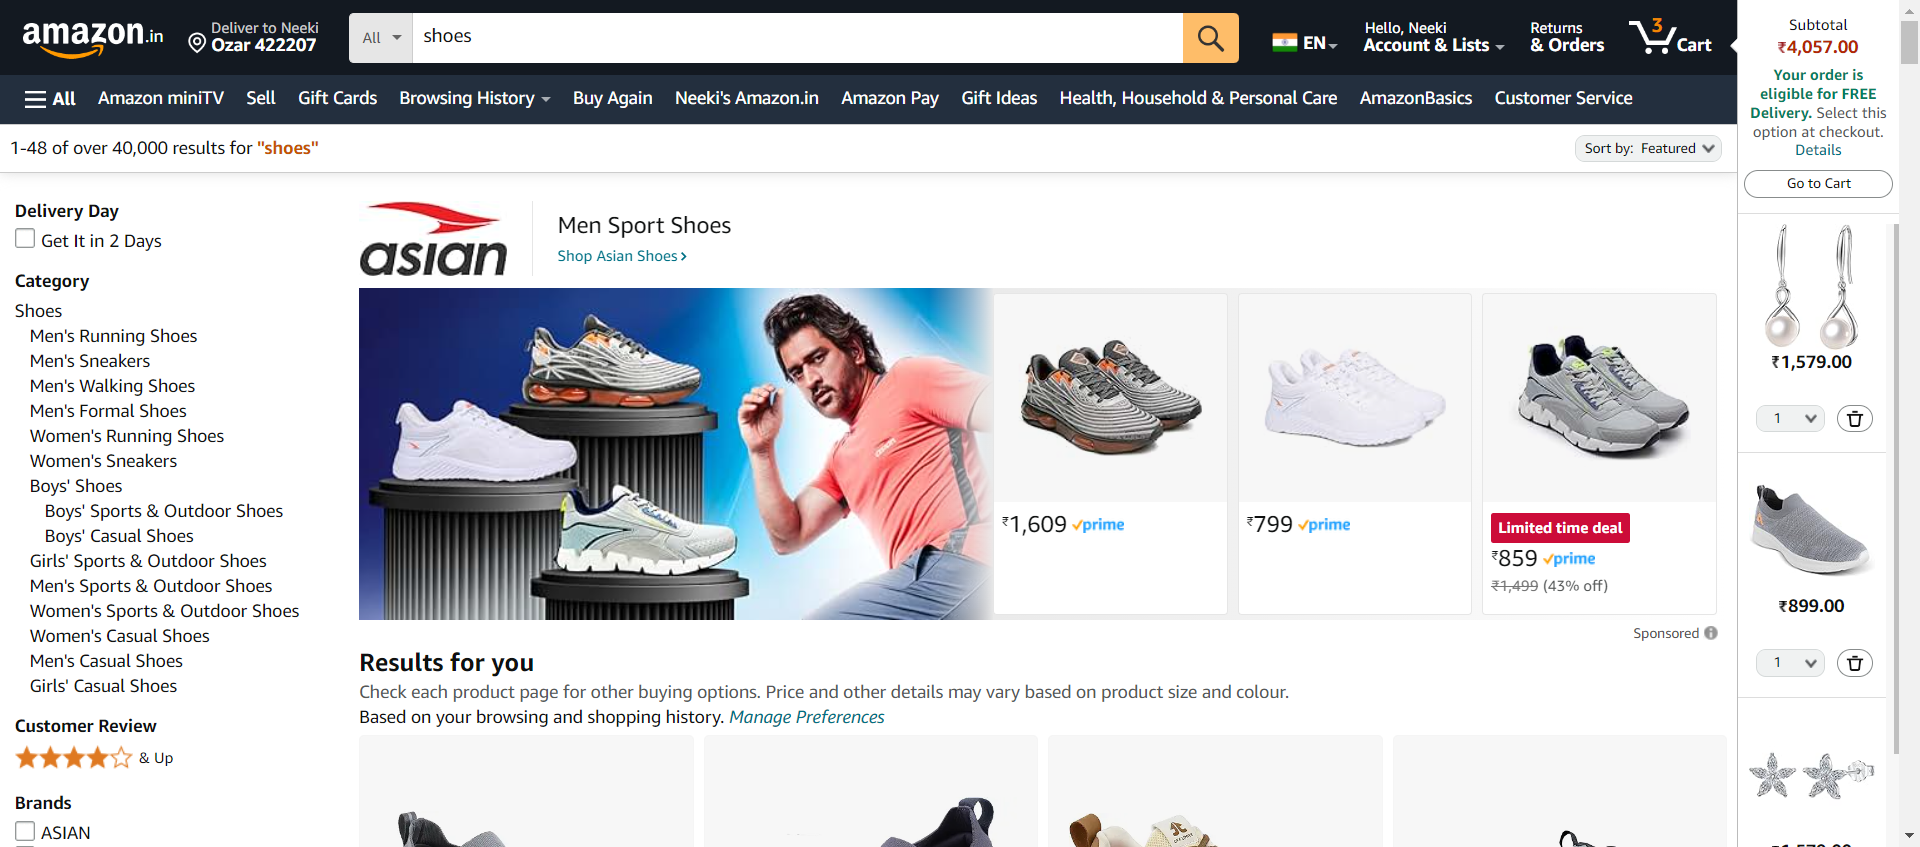 amazon.in
Deliver to Neeki
Ozar 422207
All
shoes
EN
Hello, Neeki
Account & Lists
Returns
& Orders
3
Cart
All
Amazon miniTV
Sell
Gift Cards
Browsing History
Buy Again
Neeki's Amazon.in
Amazon Pay
Gift Ideas
Health, Household & Personal Care
AmazonBasics
Customer Service
1-48 of over 40,000 results for "shoes"
Sort by: Featured
Delivery Day
Get It in 2 Days
Category
Shoes
Men's Running Shoes
Men's Sneakers
Men's Walking Shoes
Men's Formal Shoes
Women's Running Shoes
Women's Sneakers
Boys' Shoes
Boys' Sports & Outdoor Shoes
Boys' Casual Shoes
Girls' Sports & Outdoor Shoes
Men's Sports & Outdoor Shoes
Women's Sports & Outdoor Shoes
Women's Casual Shoes
Men's Casual Shoes
Girls' Casual Shoes
Customer Review
& Up
Brands
ASIAN
asian
Men Sport Shoes
Shop Asian Shoes ›
₹1,609 prime
₹799 prime
Limited time deal
₹859 prime
₹1,499 (43% off)
Sponsored
Results for you
Check each product page for other buying options. Price and other details may vary based on product size and colour.
Based on your browsing and shopping history. Manage Preferences
Subtotal
₹4,057.00
Your order is
eligible for FREE
Delivery. Select this
option at checkout.
Details
Go to Cart
₹1,579.00
1
₹899.00
1